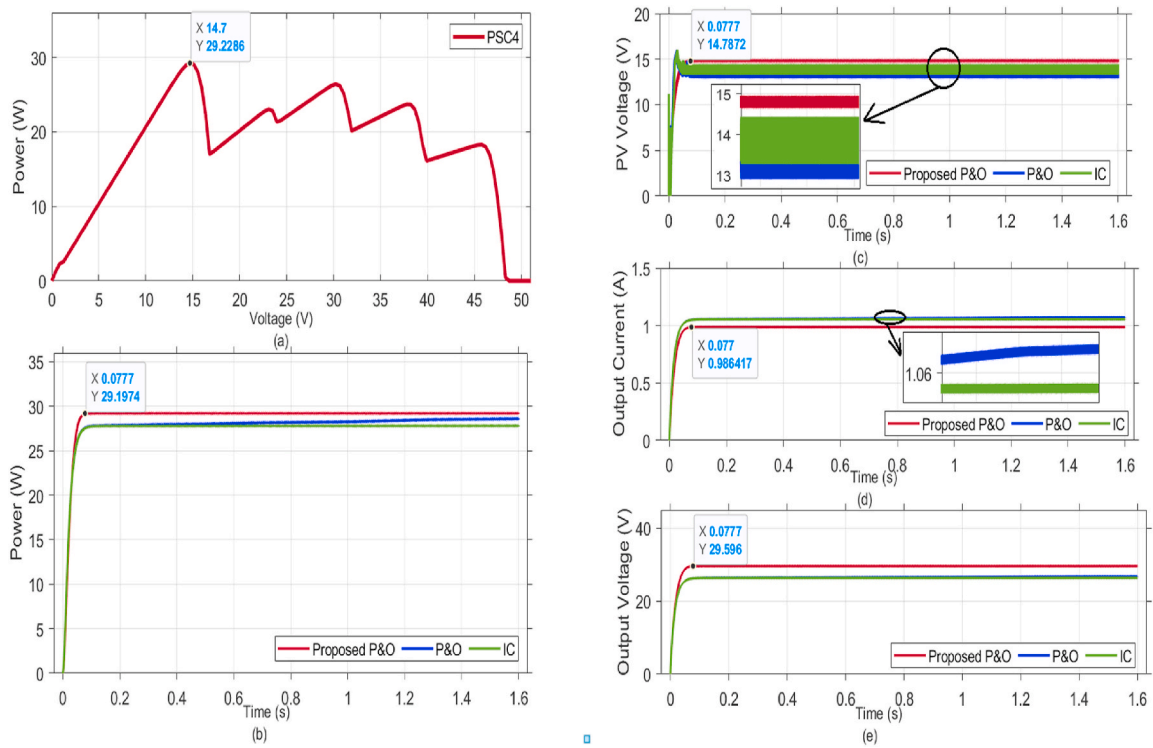 X 14.7
Y 29.2286
PSC4
Power (W)
30
20
10
0
0 5 10 15 20 25 30 35 40 45 50
Voltage (V)
(a)
X 0.0777
Y 29.1974
Power (W)
35
30
25
20
15
10
5
0
Proposed P&O P&O IC
0 0.2 0.4 0.6 0.8 1 1.2 1.4 1.6
Time (s)
(b)
X 0.0777
Y 14.7872
PV Voltage (V)
20
15
10
5
0
15
14
13
Proposed P&O P&O IC
0 0.2 0.4 0.6 0.8 1 1.2 1.4 1.6
Time (s)
(c)
Output Current (A)
1.5
1
0.5
0
X 0.077
Y 0.986417
1.06
Proposed P&O P&O IC
0 0.2 0.4 0.6 0.8 1 1.2 1.4 1.6
Time (s)
(d)
X 0.0777
Y 29.596
Output Voltage (V)
40
20
0
Proposed P&O P&O IC
0 0.2 0.4 0.6 0.8 1 1.2 1.4 1.6
Time (s)
(e)